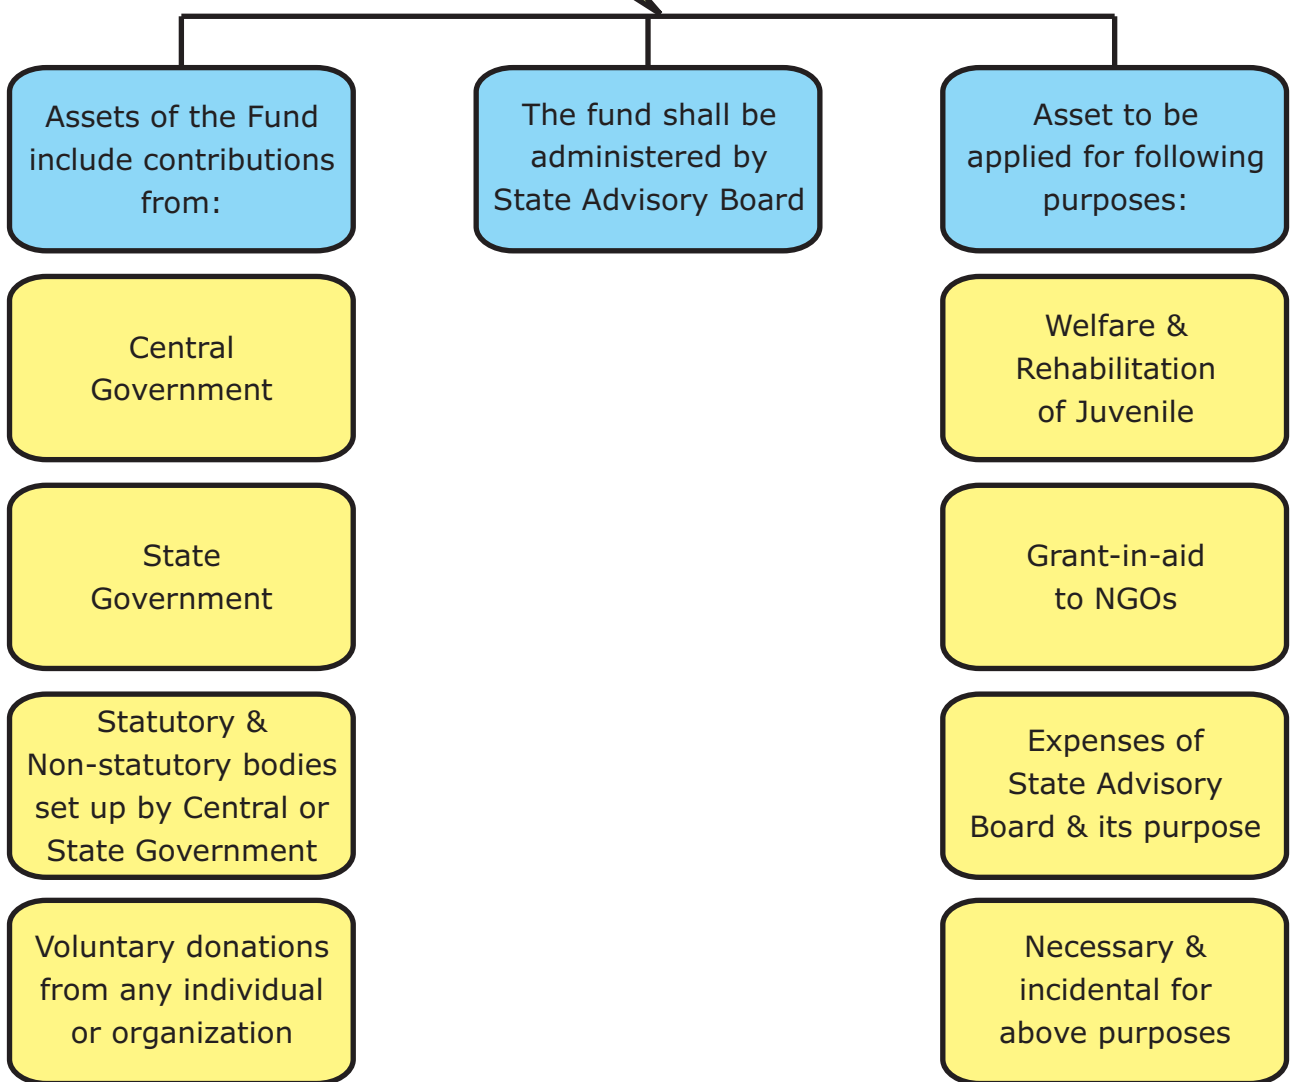 Assets of the Fund
include contributions
from:
The fund shall be
administered by
State Advisory Board
Asset to be
applied for following
purposes:
Central
Government
State
Government
Statutory &
Non-statutory bodies
set up by Central or
State Government
Voluntary donations
from any individual
or organization
Welfare &
Rehabilitation
of Juvenile
Grant-in-aid
to NGOs
Expenses of
State Advisory
Board & its purpose
Necessary &
incidental for
above purposes